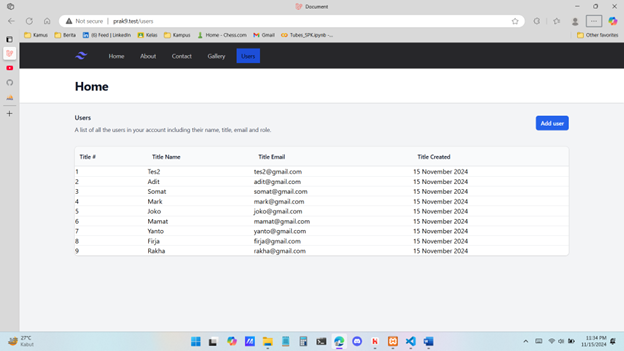 Document
Not secure prak9.test/users
Kamus Berita (6) Feed | LinkedIn Kelas Kampus Home - Chess.com Gmail Tubes_SPK.ipynb -... Other favorites
Home About Contact Gallery Users
Home
Users
A list of all the users in your account including their name, title, email and role.
Add user
Title # Title Name Title Email Title Created
1 Tes2 tes2@gmail.com 15 November 2024
2 Adit adit@gmail.com 15 November 2024
3 Somat somat@gmail.com 15 November 2024
4 Mark mark@gmail.com 15 November 2024
5 Joko joko@gmail.com 15 November 2024
6 Mamat mamat@gmail.com 15 November 2024
7 Yanto yanto@gmail.com 15 November 2024
8 Firja firja@gmail.com 15 November 2024
9 Rakha rakha@gmail.com 15 November 2024
27°C
Kabut
11:34 PM
11/15/2024